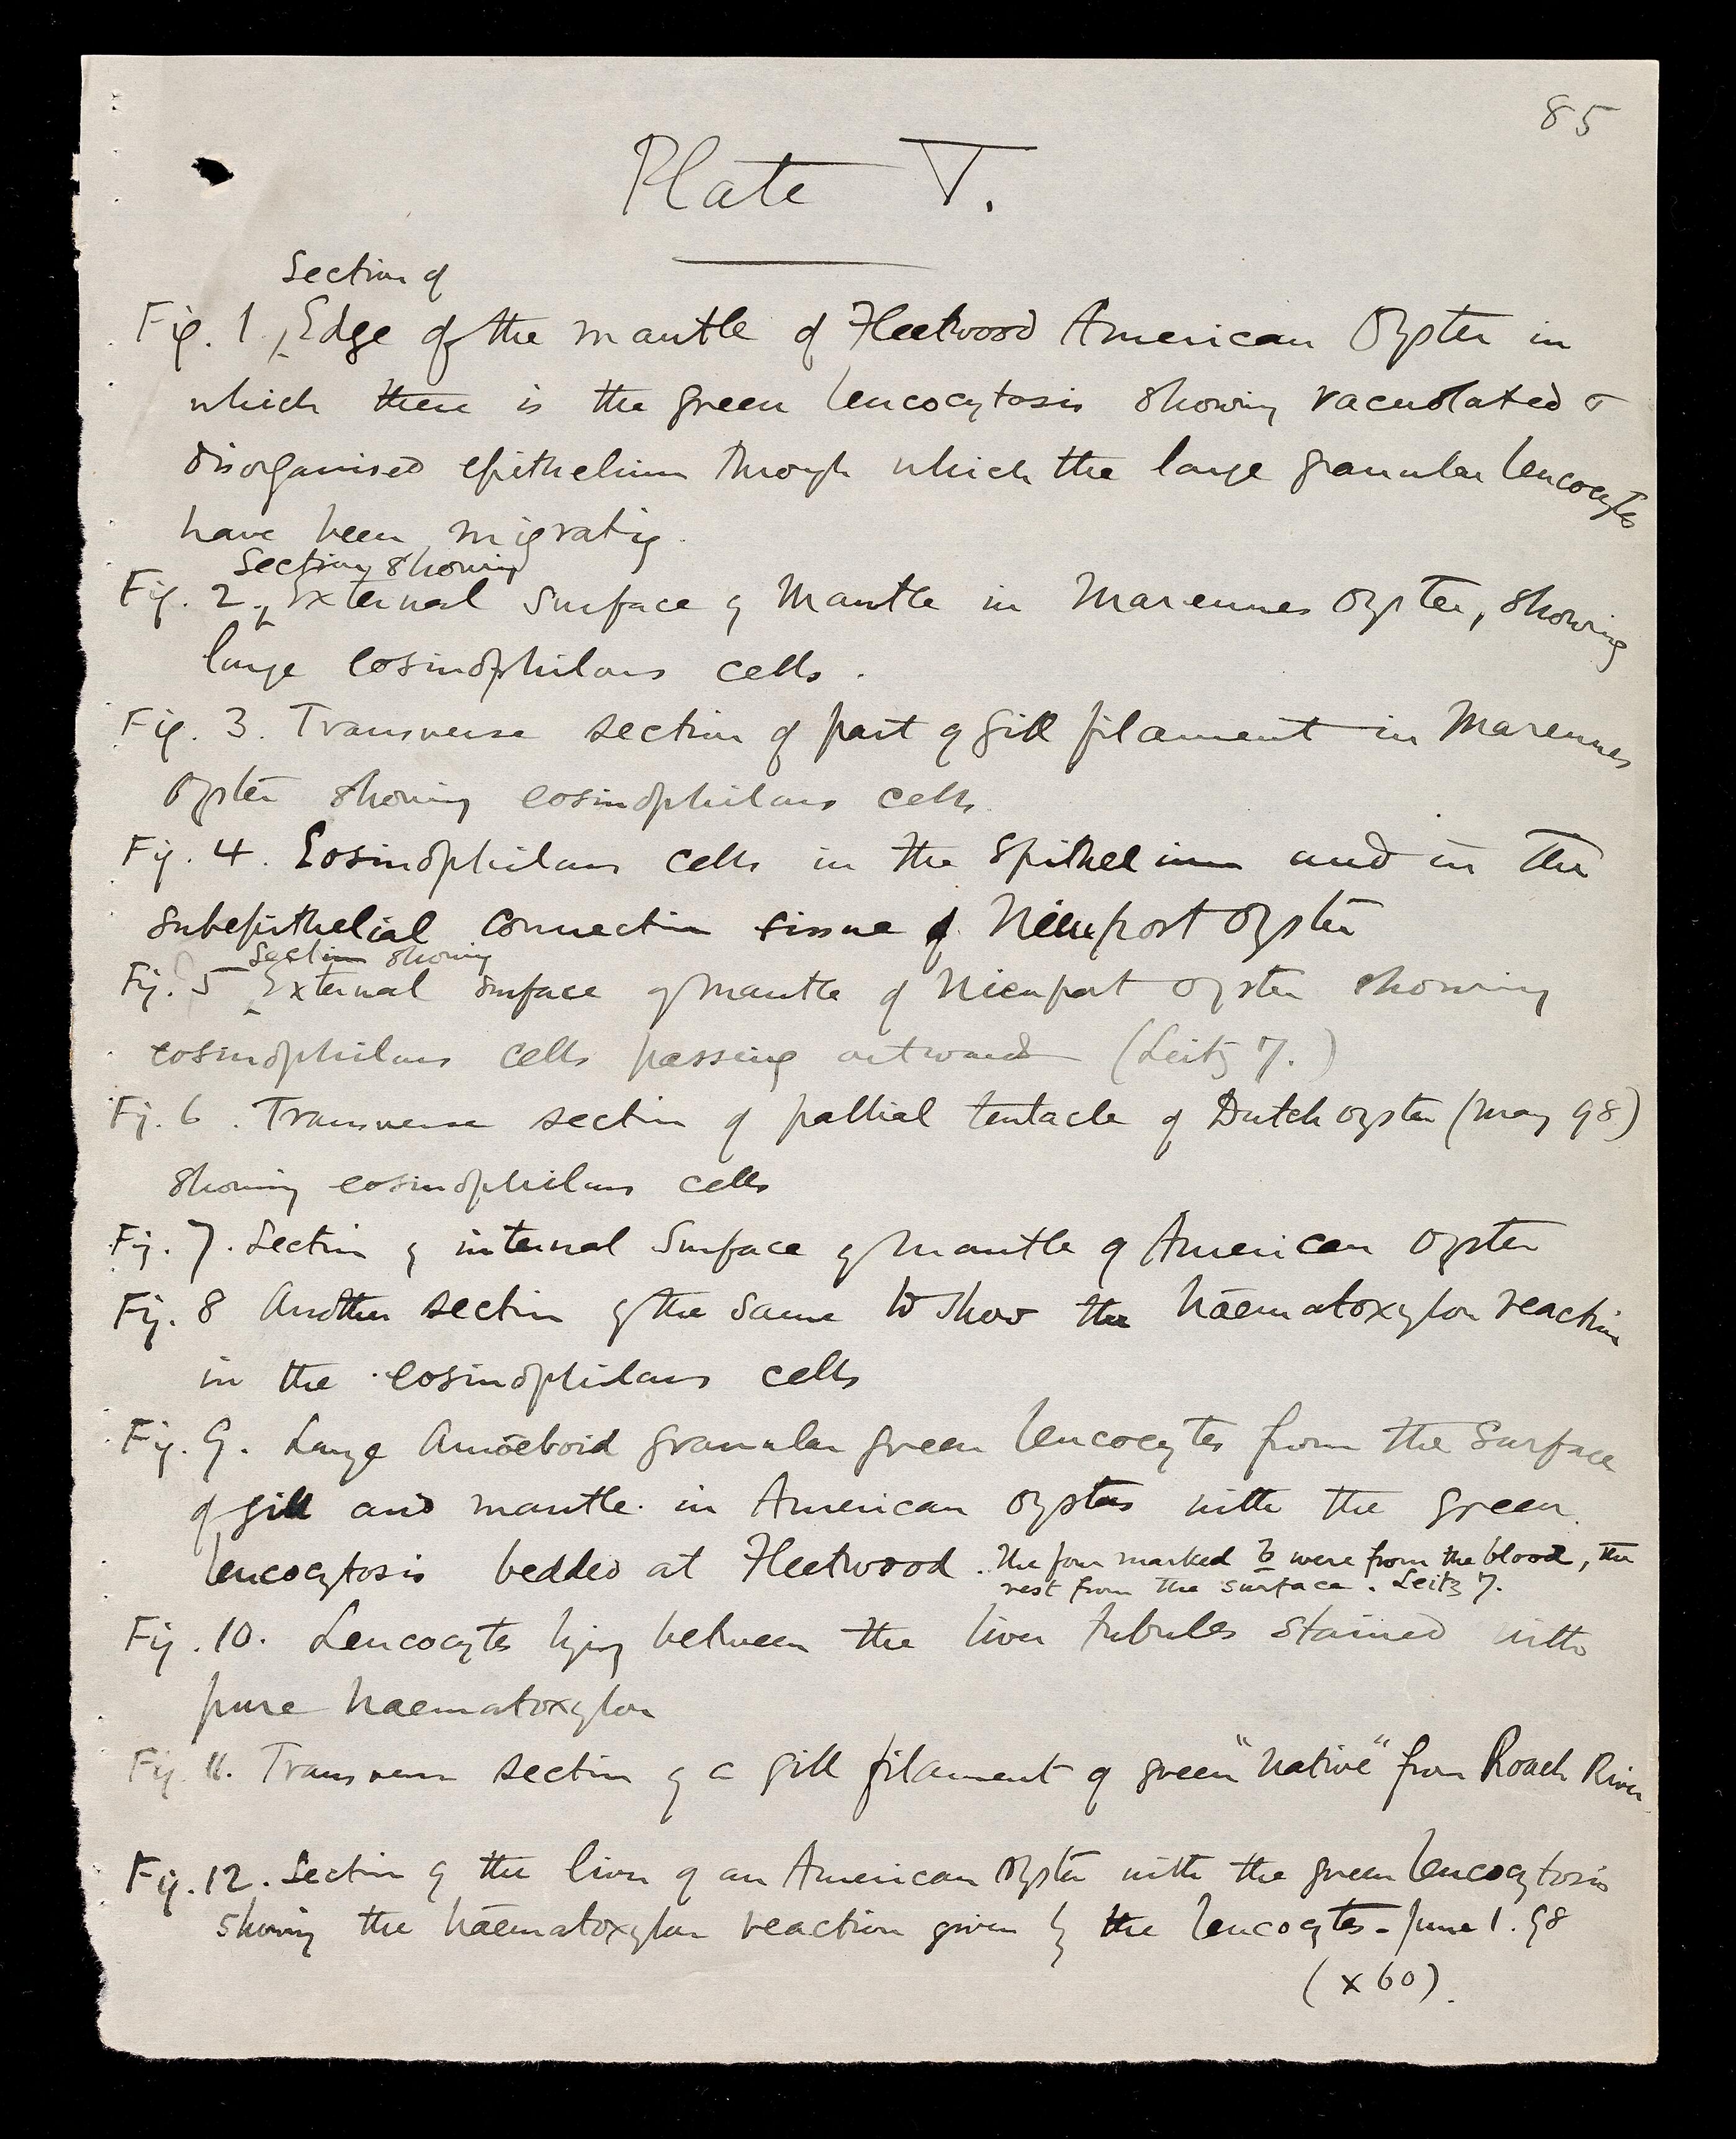 85
Plate V.
Section of
Fig. 1. ‸Edge of the mantle of Fleetwood American Oyster in
which there is the green leucocytosis showing vacuolated &
disorganised epithelium through which the large granular leucocytes
have been migrating.
Section showing
Fig. 2. ‸External surface of Mantle in Marennes Oyster, showing
large eosinophilous cells.
Fig. 3. Transverse section of part of gill filament in Marennes
Oyster showing eosinophilous cells.
Fig. 4. Eosinophilous cells in the epithelium and in the
subepithelial connective tissue of Nieuport Oyster
Section showing
Fig. 5 ‸External surface of mantle of Nieuport oyster showing
eosinophilous cells passing outwards (Leitz 7.)
Fig. 6. Transverse section of pallial tentacle of Dutch oyster (May 98)
showing eosinophilous cells
Fig. 7. Section of internal surface of mantle of American Oyster
Fig. 8 Another section of the same to show the haematoxylon reaction
in the eosinophilous cells
Fig. 9. Large Amoeboid granular green leucocytes from the surface
of gill and mantle in American oysters with the green
leucocytosis bedded at Fleetwood. The four marked b were from the blood, the
rest from the surface. Leitz 7.
Fig. 10. Leucocytes lying between the liver tubules stained with
pure haematoxylon
Fig. 11. Transverse section of a gill filament of green "native" from Roach River
Fig. 12. Section of the liver of an American Oyster with the green leucocytosis
showing the haematoxylon reaction given by the leucocytes - June 1. 98
(x 60).